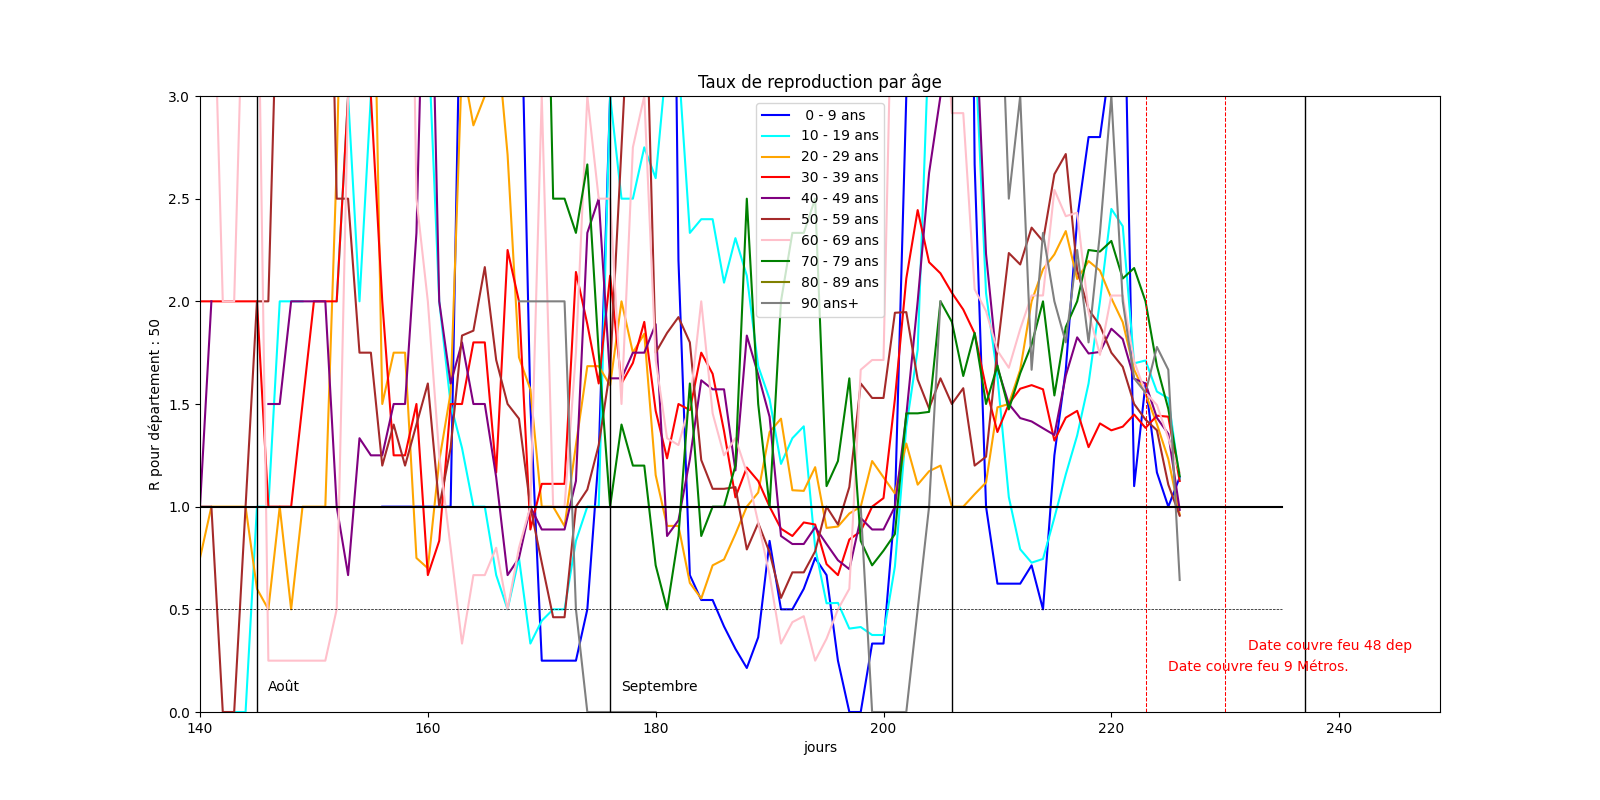 Taux de reproduction par âge
R pour département : 50
3.0
2.5
2.0
1.5
1.0
0.5
0.0
0 - 9 ans
10 - 19 ans
20 - 29 ans
30 - 39 ans
40 - 49 ans
50 - 59 ans
60 - 69 ans
70 - 79 ans
80 - 89 ans
90 ans+
Date couvre feu 48 dep
Date couvre feu 9 Métros.
Août
Septembre
140
160
180
200
220
240
jours